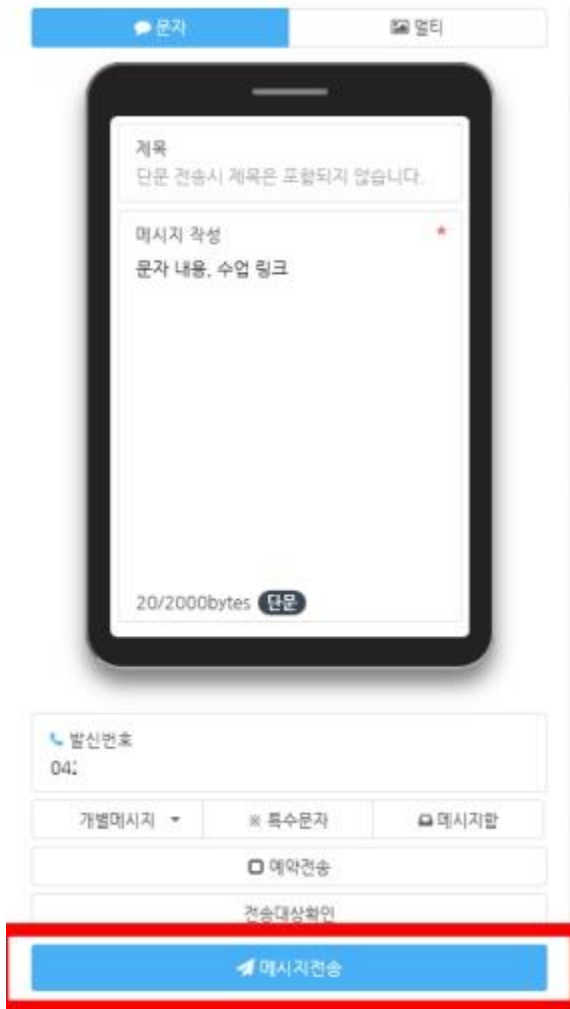 문자
멀티
제목
단문 전송시 제목은 포함되지 않습니다.
메시지 작성 *
문자 내용, 수업 링크
20/2000bytes 단문
발신번호
04
개별메시지
※ 특수문자
메시지함
예약전송
전송대상확인
메시지전송